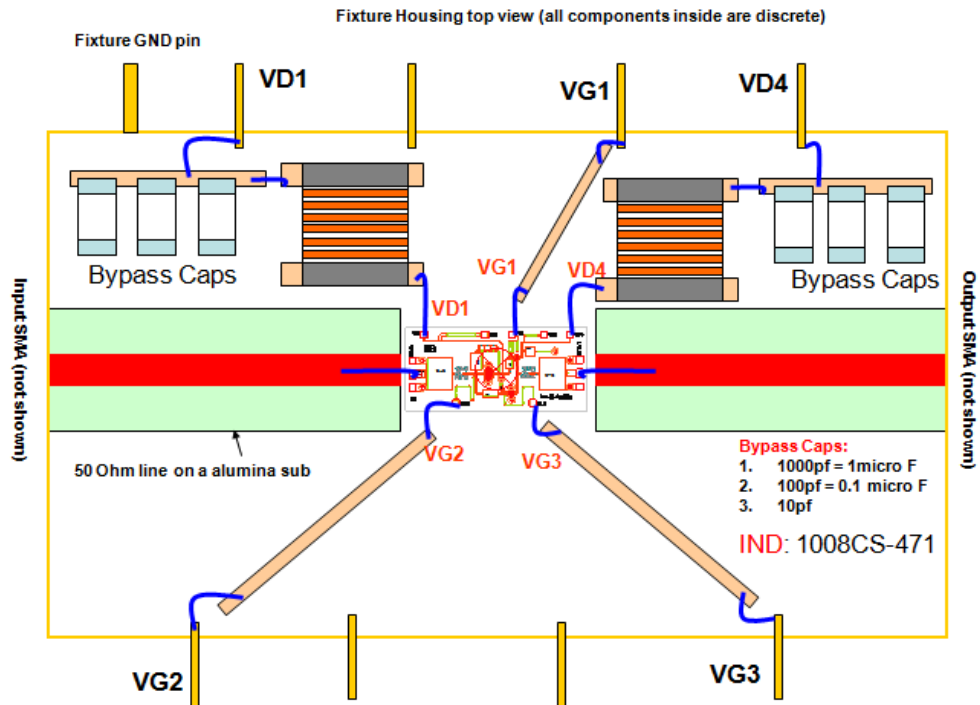 Fixture Housing top view (all components inside are discrete)
Fixture GND pin
VD1
VG1
VD4
Bypass Caps
VG1
VD4
Bypass Caps
VD1
Input SMA (not shown)
Output SMA (not shown)
VG2
VG3
50 Ohm line on a alumina sub
Bypass Caps:
1. 1000pf = 1micro F
2. 100pf = 0.1 micro F
3. 10pf
IND: 1008CS-471
VG2
VG3